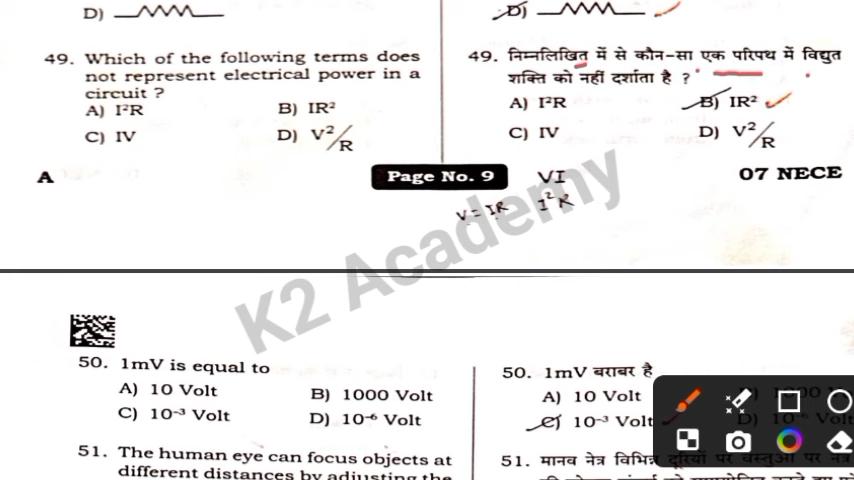 D)
D)
49. Which of the following terms does
not represent electrical power in a
circuit ?
A) I²R B) IR²
C) IV D) V²/R
49. निम्नलिखित में से कौन-सा एक परिपथ में विद्युत
शक्ति को नहीं दर्शाता है ?
A) I²R B) IR²
C) IV D) V²/R
A Page No. 9 VI 07 NECE
V = IR I²R
K2 Academy
50. 1mV is equal to
A) 10 Volt B) 1000 Volt
C) 10⁻³ Volt D) 10⁻⁶ Volt
50. 1mV बराबर है
A) 10 Volt
C) 10⁻³ Volt D)
51. The human eye can focus objects at
different distances by adjusting the
51. मानव नेत्र विभिन्न दूरियों पर वस्तुओं पर